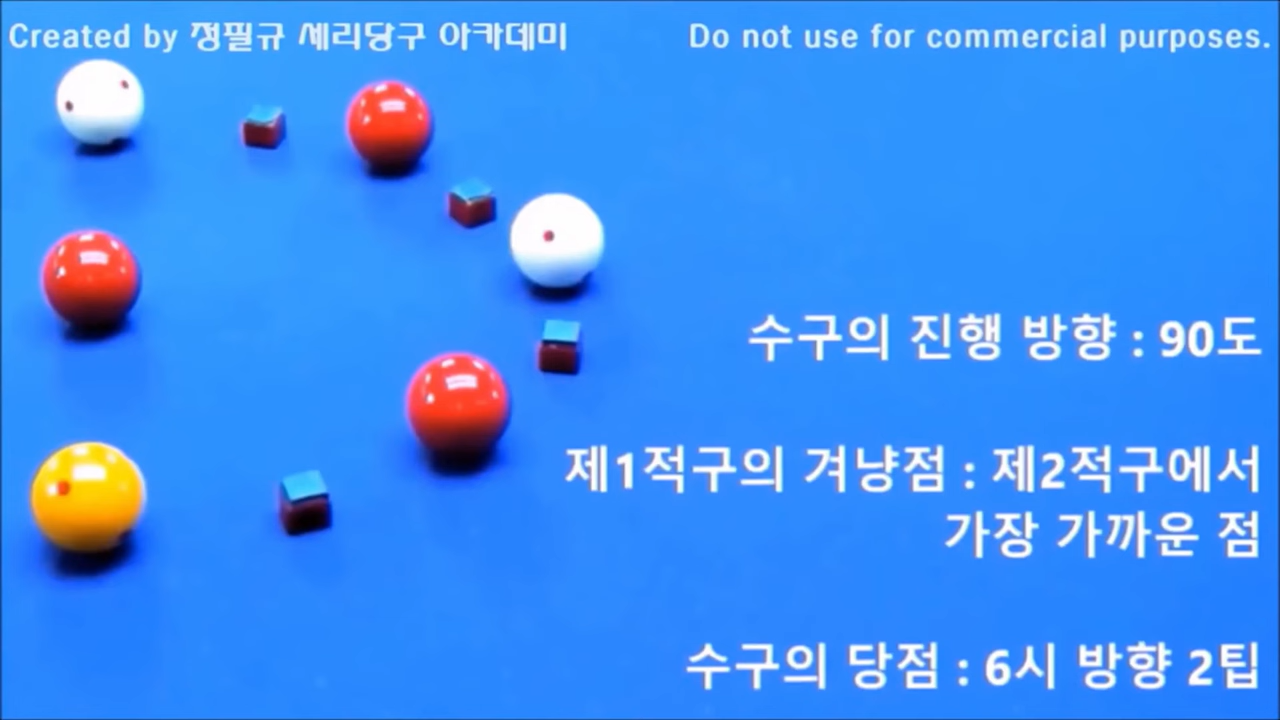 Created by 정필규 세리당구 아카데미
Do not use for commercial purposes.
수구의 진행 방향 : 90도
제1적구의 겨냥점 : 제2적구에서
가장 가까운 점
수구의 당점 : 6시 방향 2팁